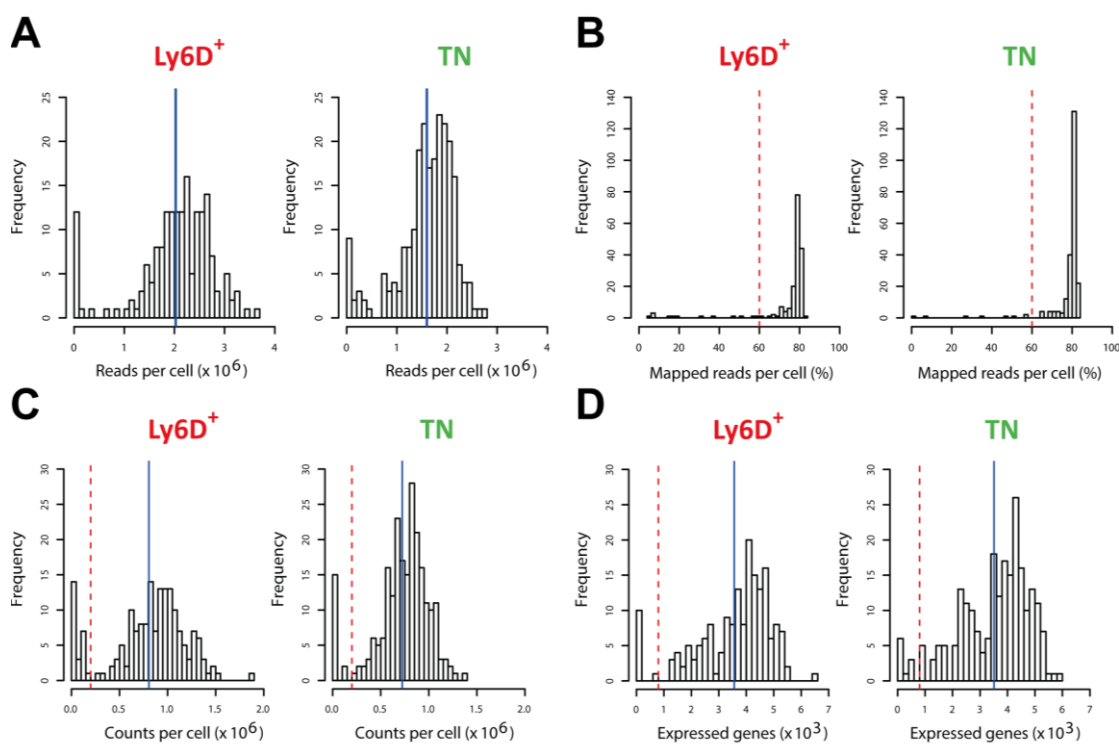 A
Ly6D+
TN
Frequency
0 5 10 15 20 25
0 1 2 3 4
Reads per cell (x 10^6)
Frequency
0 5 10 15 20 25
0 1 2 3 4
Reads per cell (x 10^6)
B
Ly6D+
TN
Frequency
0 20 40 60 80 100 120 140
0 20 40 60 80 100
Mapped reads per cell (%)
Frequency
0 20 40 60 80 100 120 140
0 20 40 60 80 100
Mapped reads per cell (%)
C
Ly6D+
TN
Frequency
0 5 10 15 20 25 30
0.0 0.5 1.0 1.5 2.0
Counts per cell (x 10^6)
Frequency
0 5 10 15 20 25 30
0.0 0.5 1.0 1.5 2.0
Counts per cell (x 10^6)
D
Ly6D+
TN
Frequency
0 5 10 15 20 25 30
0 1 2 3 4 5 6 7
Expressed genes (x10^3)
Frequency
0 5 10 15 20 25 30
0 1 2 3 4 5 6 7
Expressed genes (x10^3)